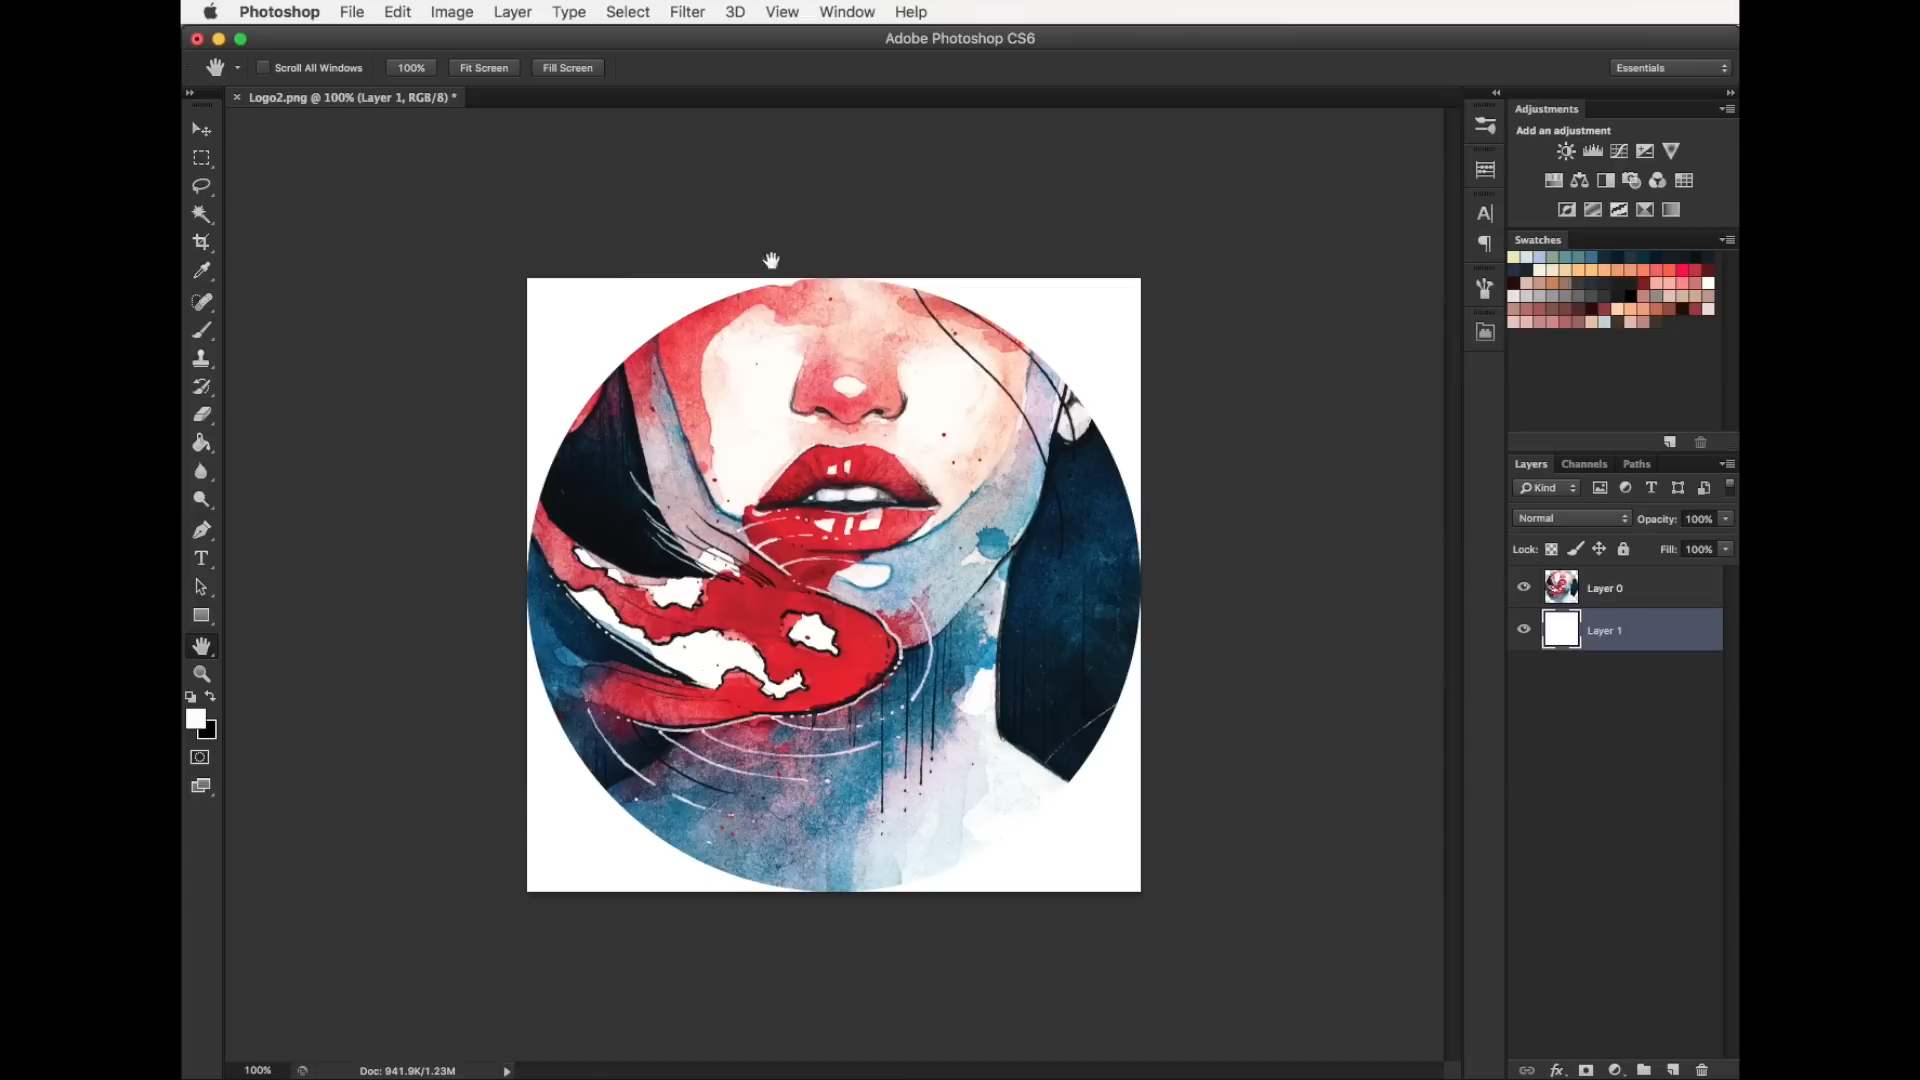 Photoshop File Edit Image Layer Type Select Filter 3D View Window Help
Adobe Photoshop CS6
Scroll All Windows 100% Fit Screen Fill Screen Essentials
Logo2.png @ 100% (Layer 1, RGB/8) *
Adjustments
Add an adjustment
Swatches
Layers Channels Paths
Kind
Normal Opacity: 100%
Lock: Fill: 100%
Layer 0
Layer 1
100% Doc: 941.9K/1.23M